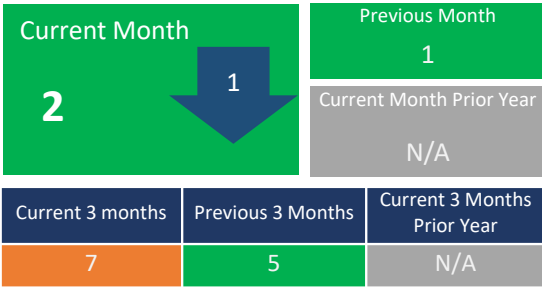 Current Month
2
1
Previous Month
1
Current Month Prior Year
N/A
Current 3 months
Previous 3 Months
Current 3 Months
Prior Year
7
5
N/A